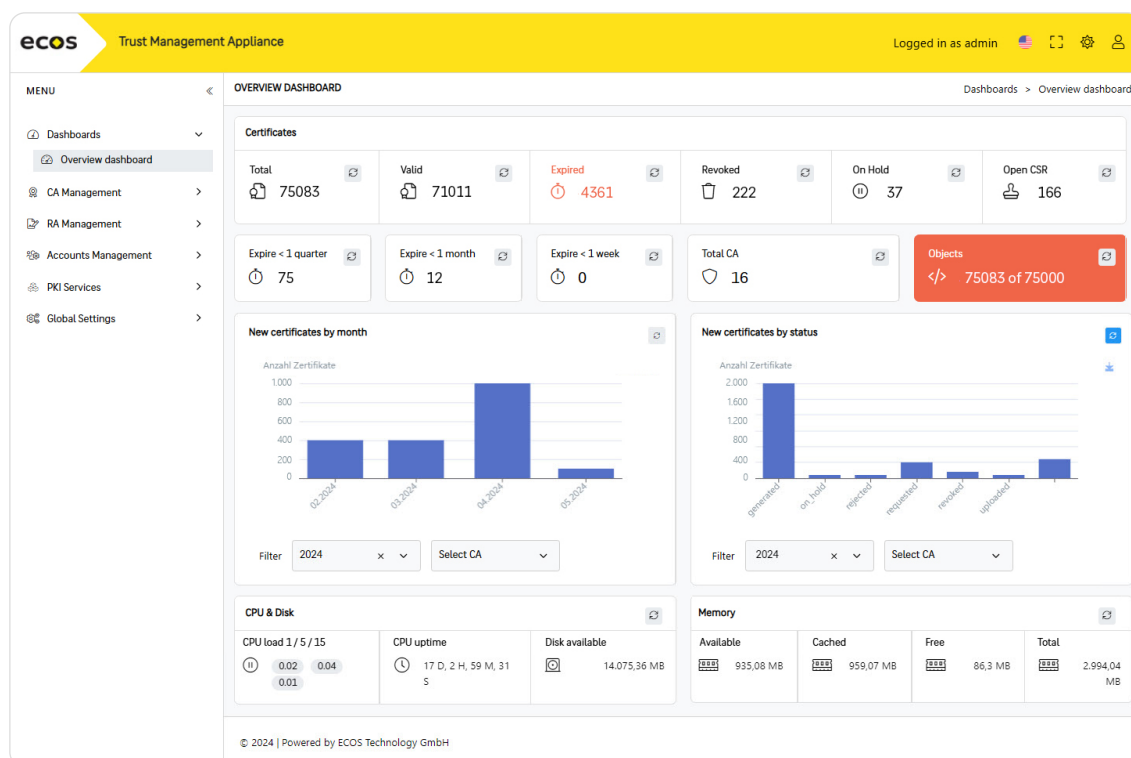 ecos
Trust Management Appliance
Logged in as admin
MENU
OVERVIEW DASHBOARD
Dashboards > Overview dashboard
Dashboards
Overview dashboard
CA Management
RA Management
Accounts Management
PKI Services
Global Settings
Certificates
Total
75083
Valid
71011
Expired
4361
Revoked
222
On Hold
37
Open CSR
166
Expire < 1 quarter
75
Expire < 1 month
12
Expire < 1 week
0
Total CA
16
Objects
</> 75083 of 75000
New certificates by month
Anzahl Zertifikate
1.000
800
600
400
200
0
02.2024
03.2024
04.2024
05.2024
Filter
2024 x
Select CA
New certificates by status
Anzahl Zertifikate
2.000
1.600
1.200
800
400
0
generated
on_hold
rejected
requested
revoked
uploaded
Filter
2024 x
Select CA
CPU & Disk
CPU load 1 / 5 / 15
0.02 0.04
0.01
CPU uptime
17 D, 2 H, 59 M, 31
S
Disk available
14.075,36 MB
Memory
Available
935,08 MB
Cached
959,07 MB
Free
86,3 MB
Total
2.994,04
MB
© 2024 | Powered by ECOS Technology GmbH